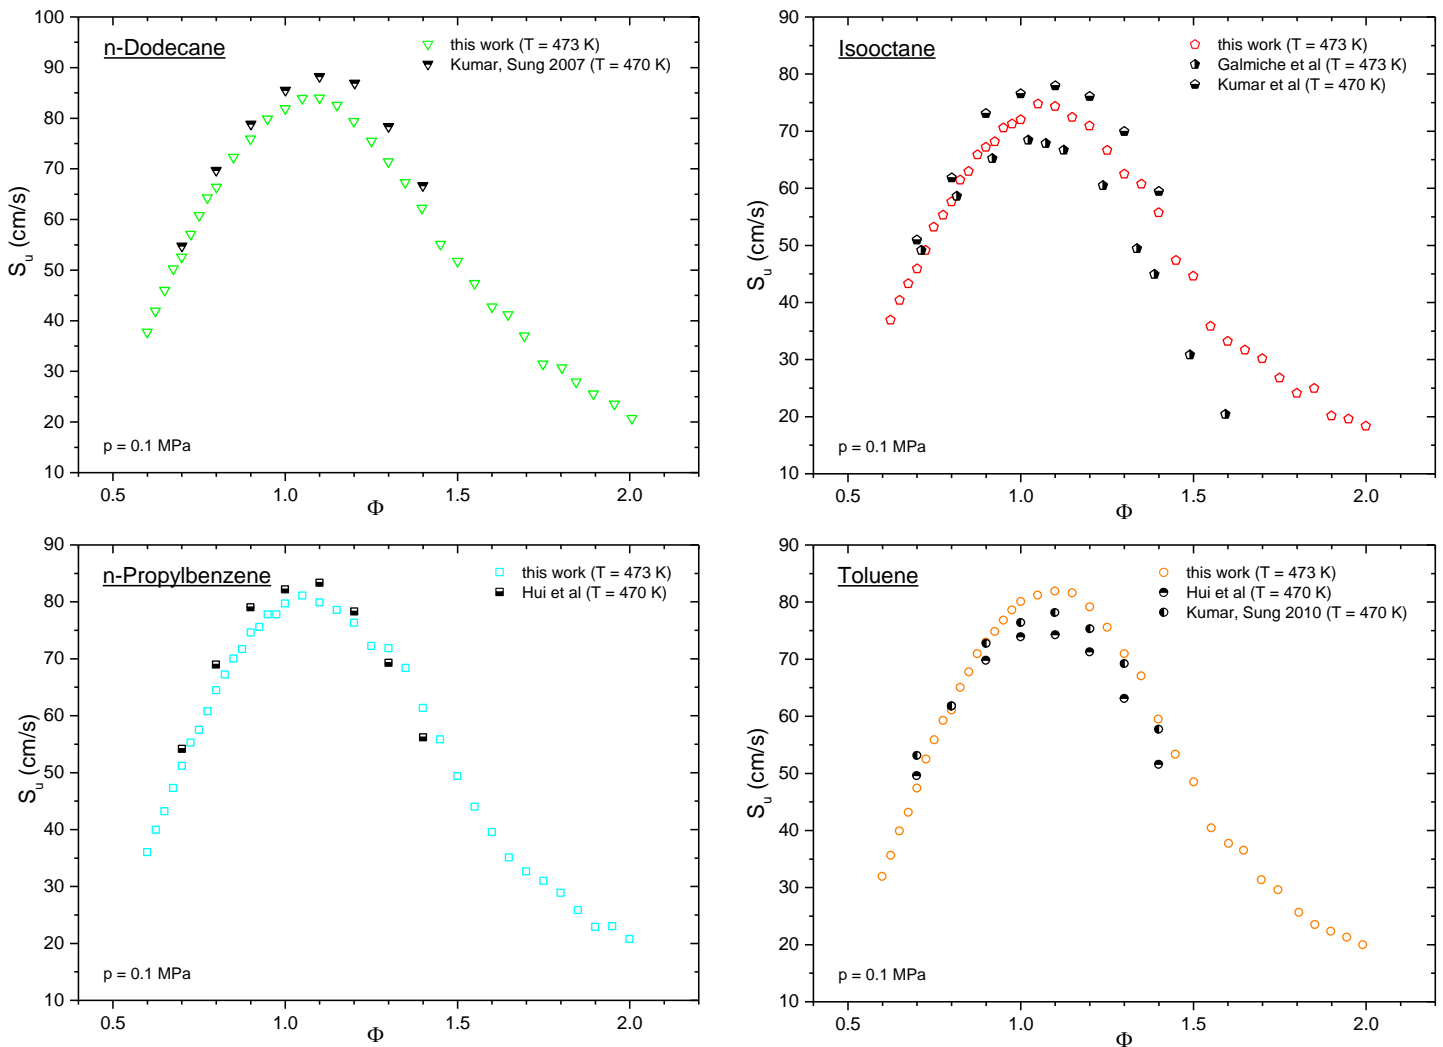 n-Dodecane
this work (T = 473 K)
Kumar, Sung 2007 (T = 470 K)
100
90
80
70
60
50
40
30
20
10
S_u (cm/s)
p = 0.1 MPa
0.5 1.0 1.5 2.0
Φ
Isooctane
this work (T = 473 K)
Galmiche et al (T = 473 K)
Kumar et al (T = 470 K)
90
80
70
60
50
40
30
20
10
S_u (cm/s)
p = 0.1 MPa
0.5 1.0 1.5 2.0
Φ
n-Propylbenzene
this work (T = 473 K)
Hui et al (T = 470 K)
90
80
70
60
50
40
30
20
10
S_u (cm/s)
p = 0.1 MPa
0.5 1.0 1.5 2.0
Φ
Toluene
this work (T = 473 K)
Hui et al (T = 470 K)
Kumar, Sung 2010 (T = 470 K)
90
80
70
60
50
40
30
20
10
S_u (cm/s)
p = 0.1 MPa
0.5 1.0 1.5 2.0
Φ